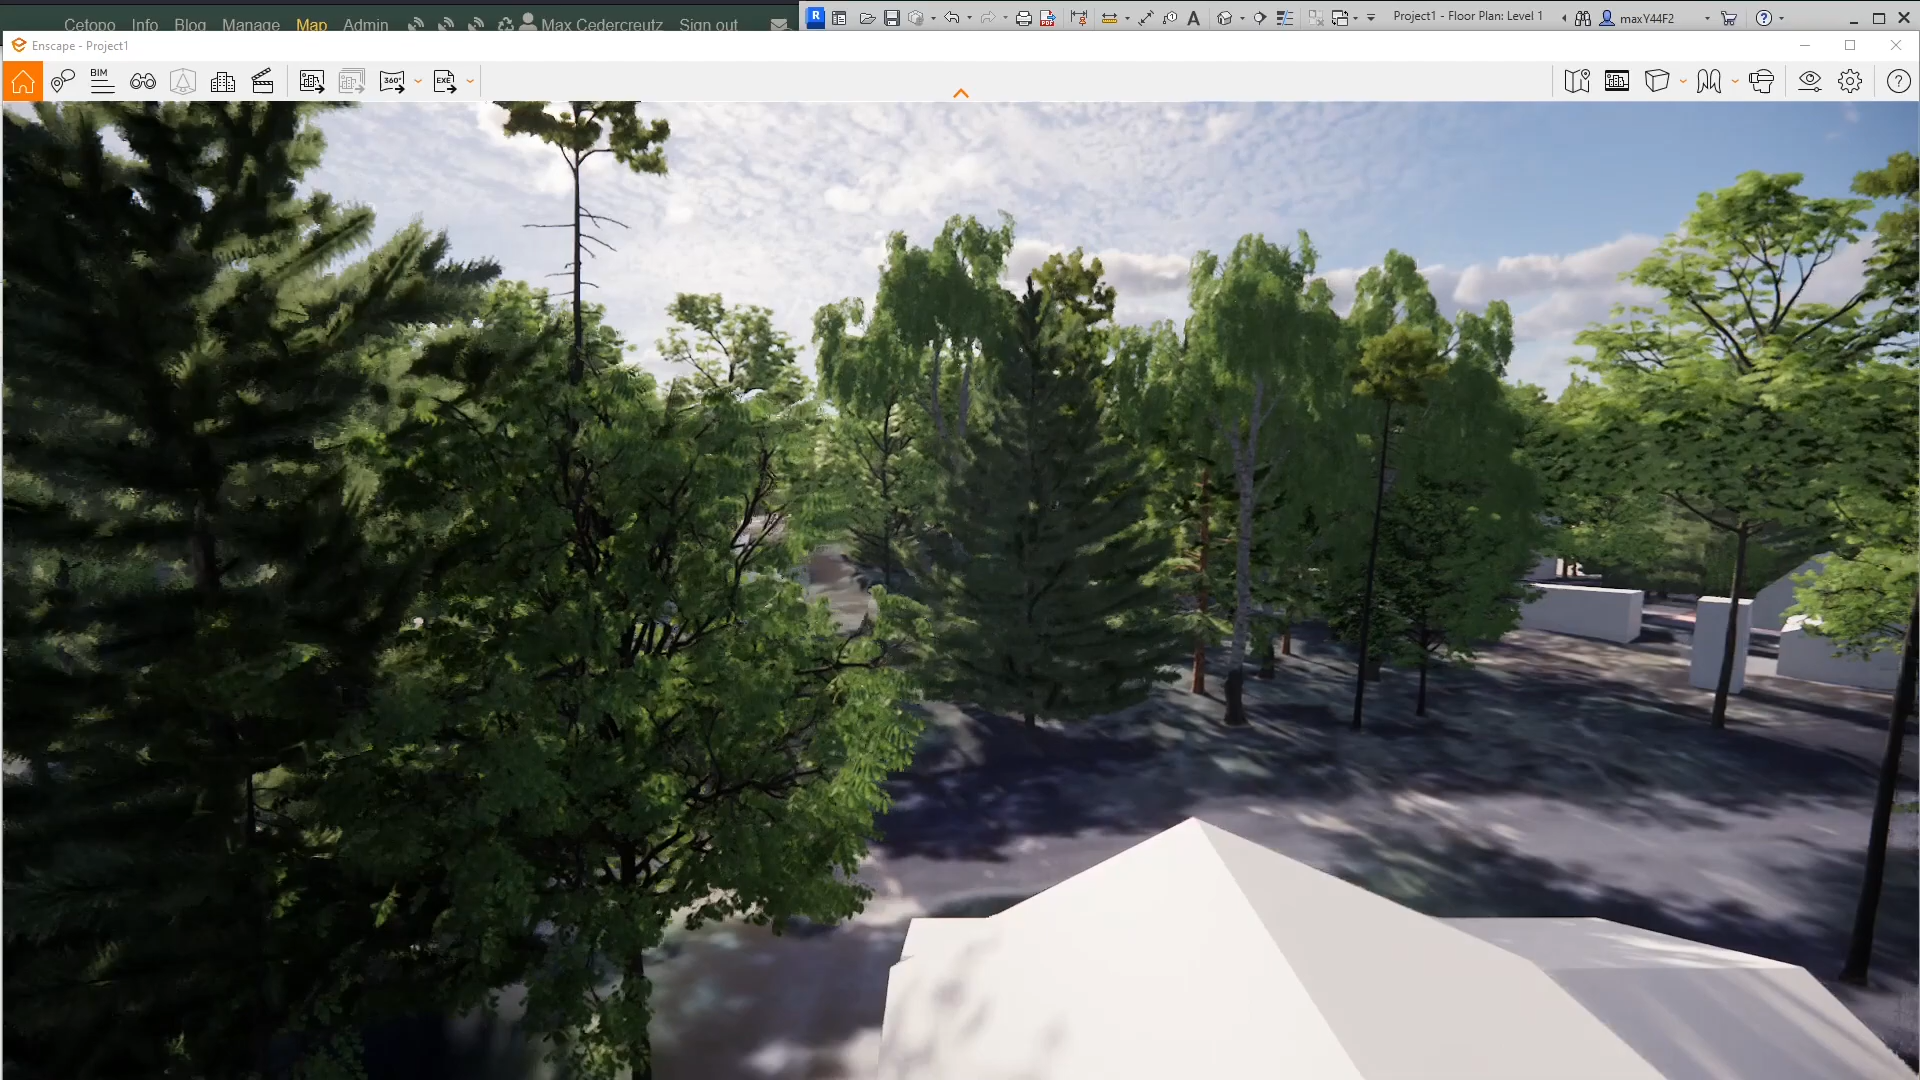 Cetopo Info Blog Manage Map Admin Max Cedercreutz Sign out
R A Project1 - Floor Plan: Level 1 maxY44F2 ?
Enscape - Project1
BIM 360° EXE ?